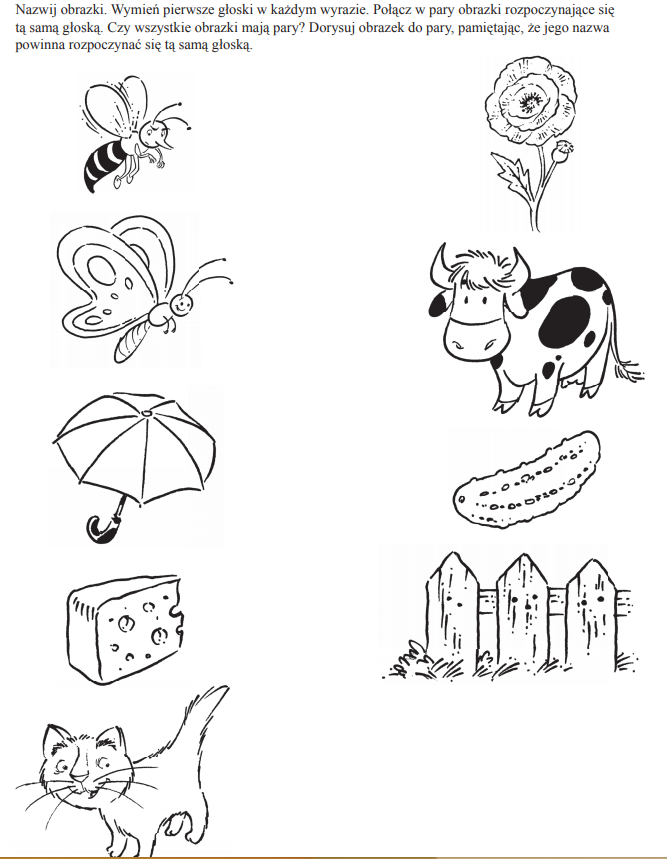 Nazwij obrazki. Wymień pierwsze głoski w każdym wyrazie. Połącz w pary obrazki rozpoczynające się
tą samą głoską. Czy wszystkie obrazki mają pary? Dorysuj obrazek do pary, pamiętając, że jego nazwa
powinna rozpoczynać się tą samą głoską.